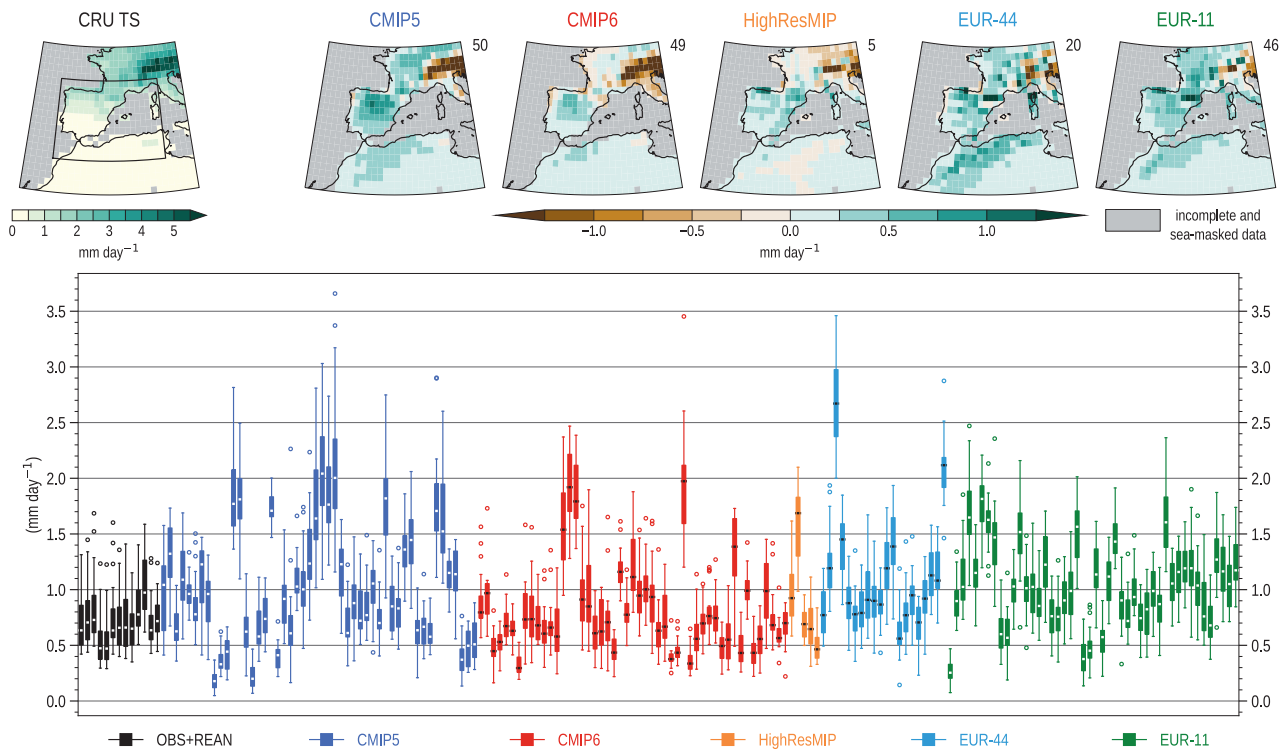 CRU TS
CMIP5
CMIP6
HighResMIP
EUR-44
EUR-11
50
49
5
20
46
0 1 2 3 4 5
mm day⁻¹
−1.0 −0.5 0.0 0.5 1.0
mm day⁻¹
incomplete and
sea-masked data
3.5 3.5
3.0 3.0
2.5 2.5
2.0 2.0
(mm day⁻¹)
1.5 1.5
1.0 1.0
0.5 0.5
0.0 0.0
OBS+REAN CMIP5 CMIP6 HighResMIP EUR-44 EUR-11